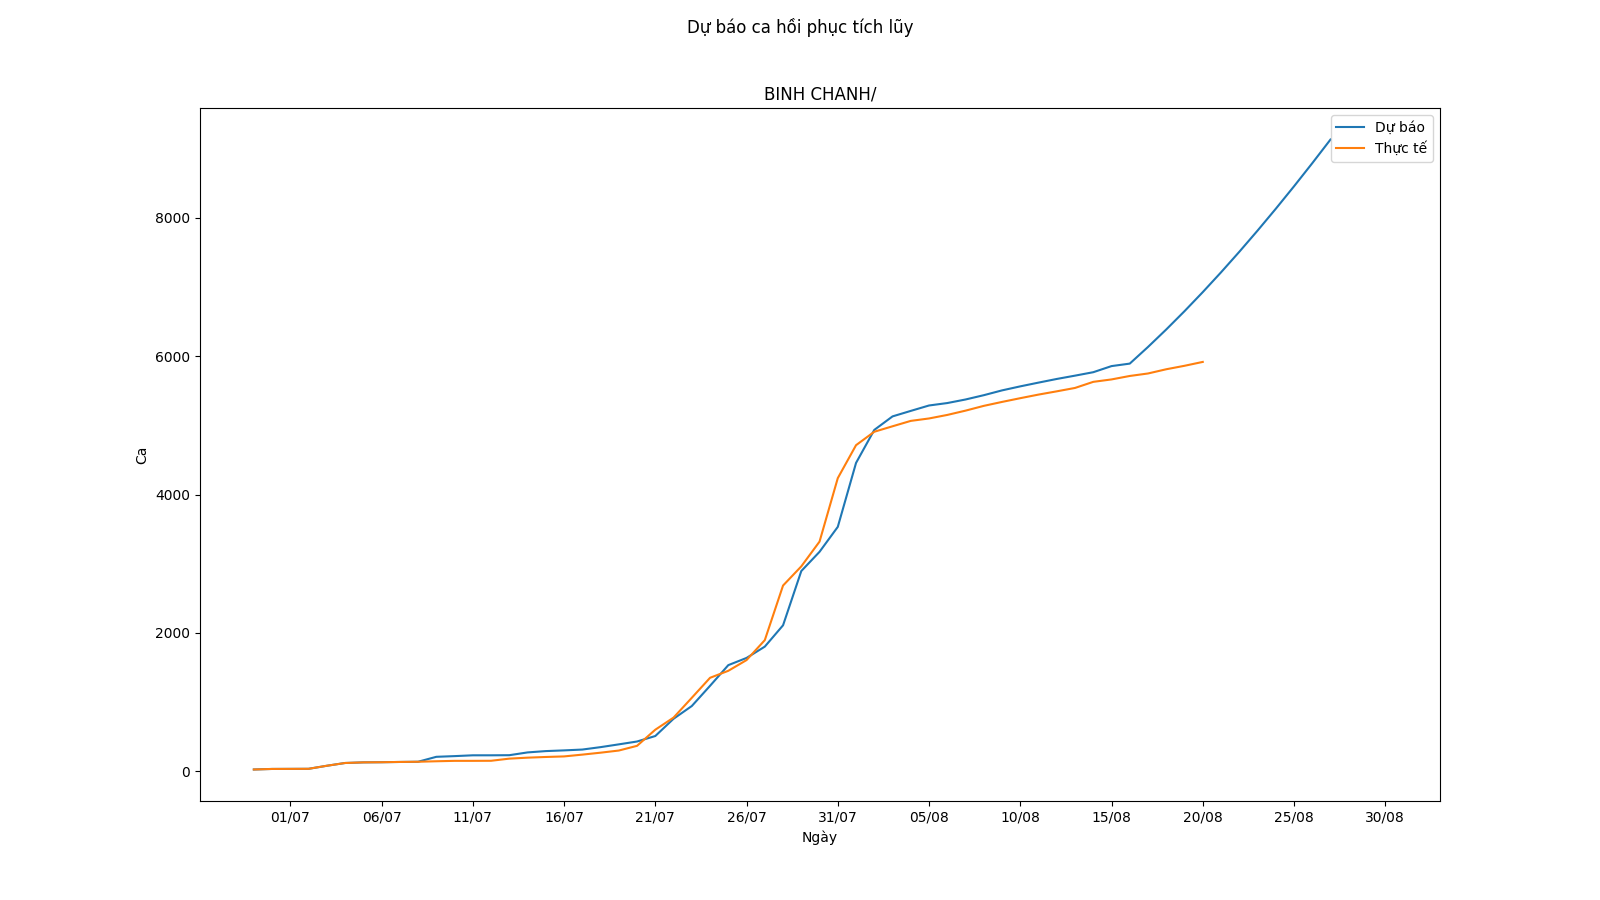 Dự báo ca hồi phục tích lũy
BINH CHANH/
Dự báo
Thực tế
8000
6000
4000
2000
0
Ca
01/07 06/07 11/07 16/07 21/07 26/07 31/07 05/08 10/08 15/08 20/08 25/08 30/08
Ngày